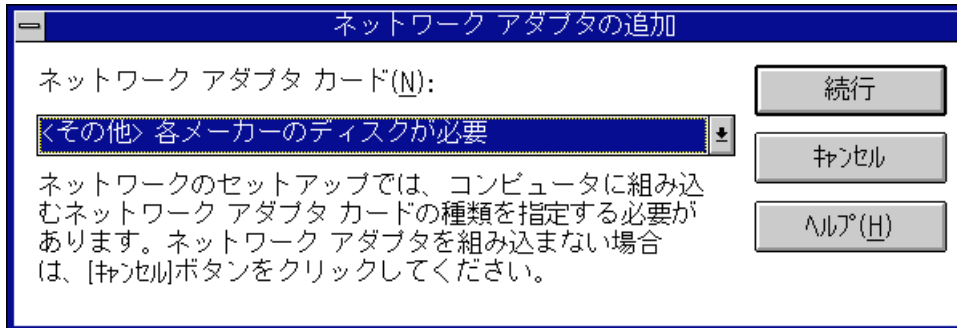 ネットワーク アダプタの追加
ネットワーク アダプタ カード(N):
続行
<その他> 各メーカーのディスクが必要
ｷｬﾝｾﾙ
ネットワークのセットアップでは、コンピュータに組み込
むネットワーク アダプタ カードの種類を指定する必要が
あります。ネットワーク アダプタを組み込まない場合
は、[ｷｬﾝｾﾙ]ボタンをクリックしてください。
ﾍﾙﾌﾟ(H)